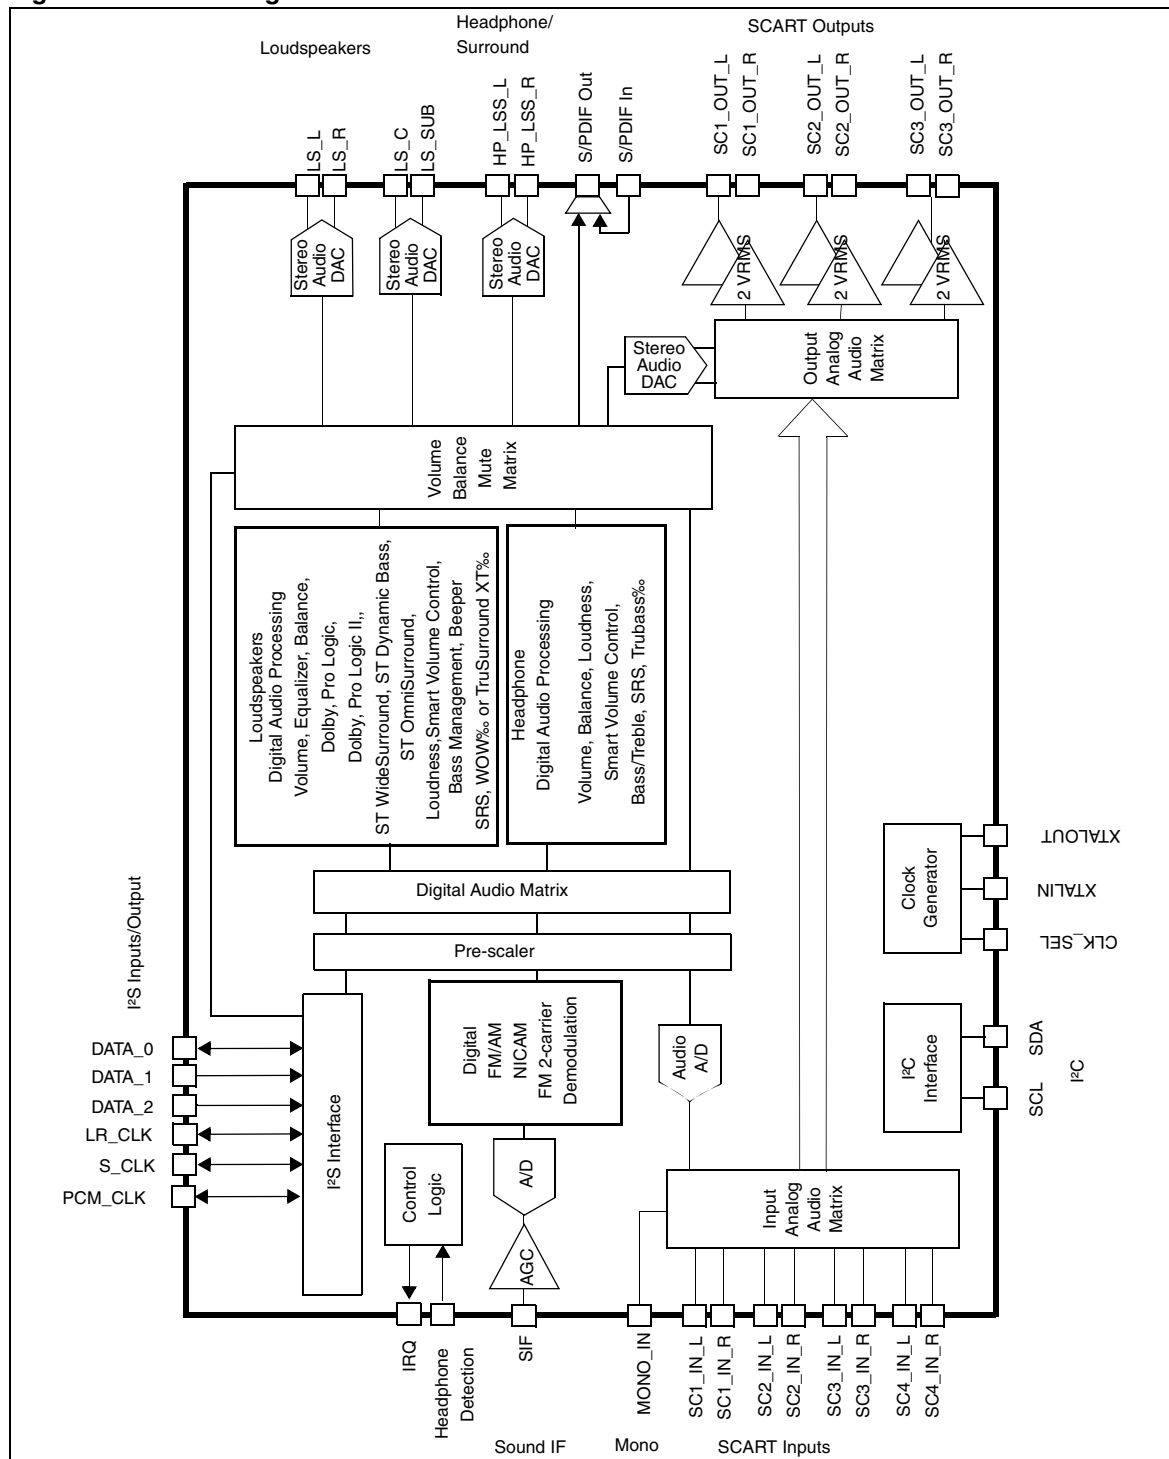 Loudspeakers
Headphone/
Surround
SCART Outputs
LS_L
LS_R
LS_C
LS_SUB
HP_LSS_L
HP_LSS_R
S/PDIF Out
S/PDIF In
SC1_OUT_L
SC1_OUT_R
SC2_OUT_L
SC2_OUT_R
SC3_OUT_L
SC3_OUT_R
Stereo
Audio
DAC
Stereo
Audio
DAC
Stereo
Audio
DAC
2 VRMS
2 VRMS
2 VRMS
Stereo
Audio
DAC
Output
Analog
Audio
Matrix
Volume
Balance
Mute
Matrix
Loudspeakers
Digital Audio Processing
Volume, Equalizer, Balance,
Dolby, Pro Logic,
Dolby, Pro Logic II,,
ST WideSurround, ST Dynamic Bass,
ST OmniSurround,
Loudness,Smart Volume Control,
Bass Management, Beeper
SRS, WOW‰ or TruSurround XT‰
Headphone
Digital Audio Processing
Volume, Balance, Loudness,
Smart Volume Control,
Bass/Treble, SRS, Trubass‰
Digital Audio Matrix
Pre-scaler
Clock
Generator
XTALOUT
XTALIN
CLK_SEL
I²S Inputs/Output
DATA_0
DATA_1
DATA_2
LR_CLK
S_CLK
PCM_CLK
I²S Interface
Digital
FM/AM
NICAM
FM 2-carrier
Demodulation
Audio
A/D
I²C
Interface
SDA
SCL
I²C
Control
Logic
A/D
AGC
Input
Analog
Audio
Matrix
IRQ
Headphone
Detection
SIF
MONO_IN
SC1_IN_L
SC1_IN_R
SC2_IN_L
SC2_IN_R
SC3_IN_L
SC3_IN_R
SC4_IN_L
SC4_IN_R
Sound IF
Mono
SCART Inputs